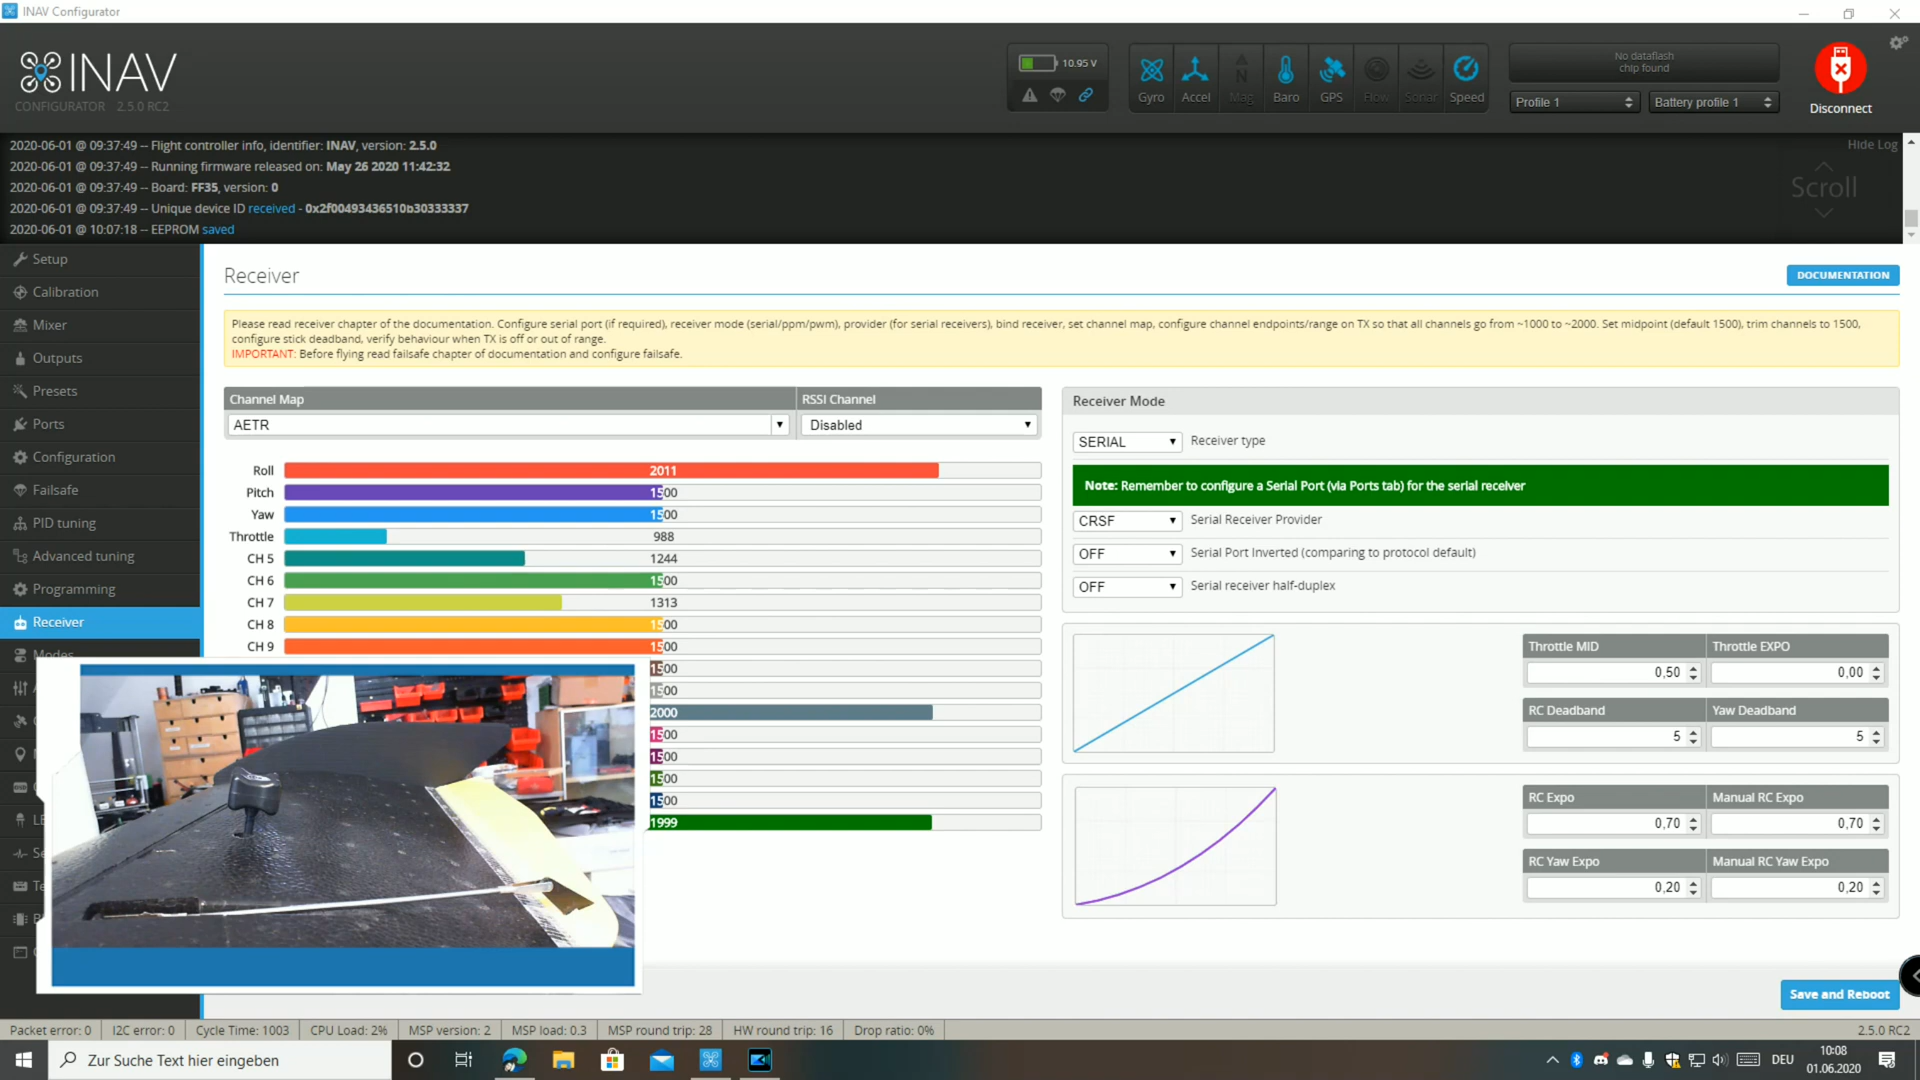 INAV Configurator
INAV
CONFIGURATOR 2.5.0 RC2
10.95 V
Gyro
Accel
Mag
Baro
GPS
Flow
Sonar
Speed
No dataflash
chip found
Profile 1
Battery profile 1
Disconnect
2020-06-01 @ 09:37:49 -- Flight controller info, identifier: INAV, version: 2.5.0
2020-06-01 @ 09:37:49 -- Running firmware released on: May 26 2020 11:42:32
2020-06-01 @ 09:37:49 -- Board: FF35, version: 0
2020-06-01 @ 09:37:49 -- Unique device ID received - 0x2f00493436510b30333337
2020-06-01 @ 10:07:18 -- EEPROM saved
Hide Log
Scroll
Setup
Calibration
Mixer
Outputs
Presets
Ports
Configuration
Failsafe
PID tuning
Advanced tuning
Programming
Receiver
Modes
Receiver
DOCUMENTATION
Please read receiver chapter of the documentation. Configure serial port (if required), receiver mode (serial/ppm/pwm), provider (for serial receivers), bind receiver, set channel map, configure channel endpoints/range on TX so that all channels go from ~1000 to ~2000. Set midpoint (default 1500), trim channels to 1500,
configure stick deadband, verify behaviour when TX is off or out of range.
IMPORTANT: Before flying read failsafe chapter of documentation and configure failsafe.
Channel Map
RSSI Channel
AETR
Disabled
Roll 2011
Pitch 1500
Yaw 1500
Throttle 988
CH 5 1244
CH 6 1500
CH 7 1313
CH 8 1500
CH 9 1500
1500
1500
2000
1500
1500
1500
1500
1999
Receiver Mode
SERIAL Receiver type
Note: Remember to configure a Serial Port (via Ports tab) for the serial receiver
CRSF Serial Receiver Provider
OFF Serial Port Inverted (comparing to protocol default)
OFF Serial receiver half-duplex
Throttle MID Throttle EXPO
0,50 0,00
RC Deadband Yaw Deadband
5 5
RC Expo Manual RC Expo
0,70 0,70
RC Yaw Expo Manual RC Yaw Expo
0,20 0,20
LE
Se
Te
B
Save and Reboot
Packet error: 0 I2C error: 0 Cycle Time: 1003 CPU Load: 2% MSP version: 2 MSP load: 0.3 MSP round trip: 28 HW round trip: 16 Drop ratio: 0% 2.5.0 RC2
Zur Suche Text hier eingeben
DEU
10:08
01.06.2020